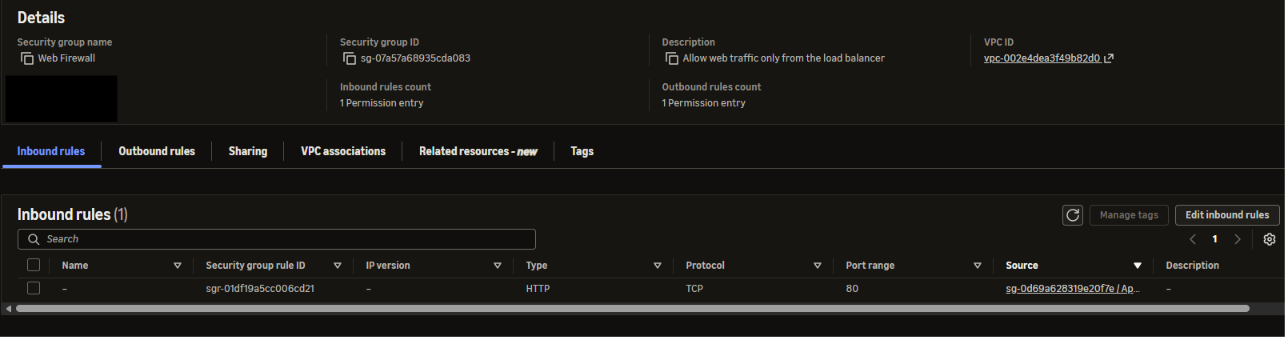 Details
Security group name
Web Firewall
Security group ID
sg-07a57a68935cda083
Description
Allow web traffic only from the load balancer
VPC ID
vpc-002e4dea3f49b82d0
Inbound rules count
1 Permission entry
Outbound rules count
1 Permission entry
Inbound rules
Outbound rules
Sharing
VPC associations
Related resources - new
Tags
Inbound rules (1)
Manage tags
Edit inbound rules
Search
1
Name Security group rule ID IP version Type Protocol Port range Source Description
– sgr-01df19a5cc006cd21 – HTTP TCP 80 sg-0d69a628319e20f7e / Ap... –